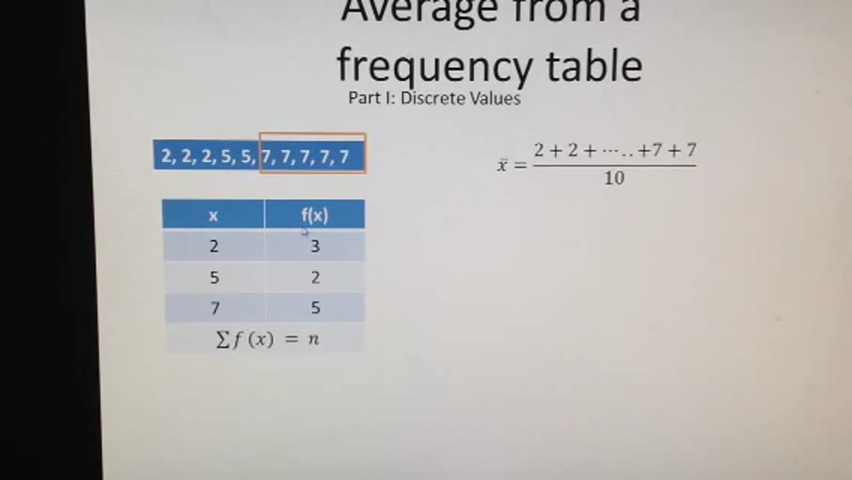 Average from a
frequency table
Part I: Discrete Values
2, 2, 2, 5, 5, 7, 7, 7, 7, 7
x̄ = 2 + 2 + ⋯.. +7 + 7
10
x f(x)
2 3
5 2
7 5
∑f (x) = n